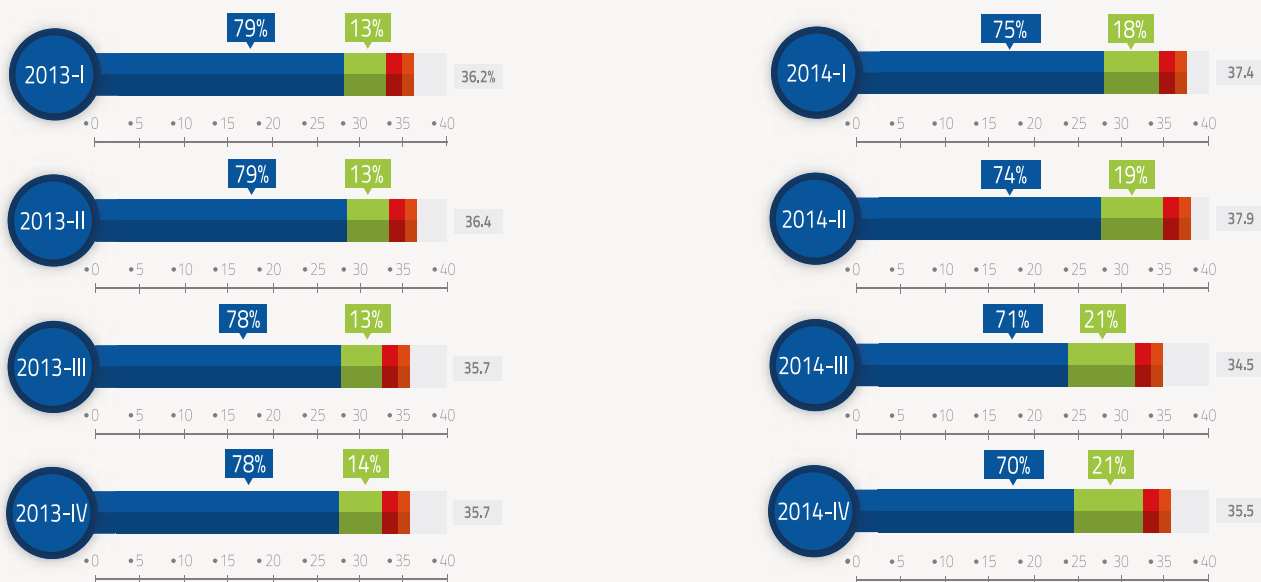 79% 13%
2013-I 36.2%
•0 •5 •10 •15 •20 •25 •30 •35 •40
79% 13%
2013-II 36.4
•0 •5 •10 •15 •20 •25 •30 •35 •40
78% 13%
2013-III 35.7
•0 •5 •10 •15 •20 •25 •30 •35 •40
78% 14%
2013-IV 35.7
•0 •5 •10 •15 •20 •25 •30 •35 •40
75% 18%
2014-I 37.4
•0 •5 •10 •15 •20 •25 •30 •35 •40
74% 19%
2014-II 37.9
•0 •5 •10 •15 •20 •25 •30 •35 •40
71% 21%
2014-III 34.5
•0 •5 •10 •15 •20 •25 •30 •35 •40
70% 21%
2014-IV 35.5
•0 •5 •10 •15 •20 •25 •30 •35 •40